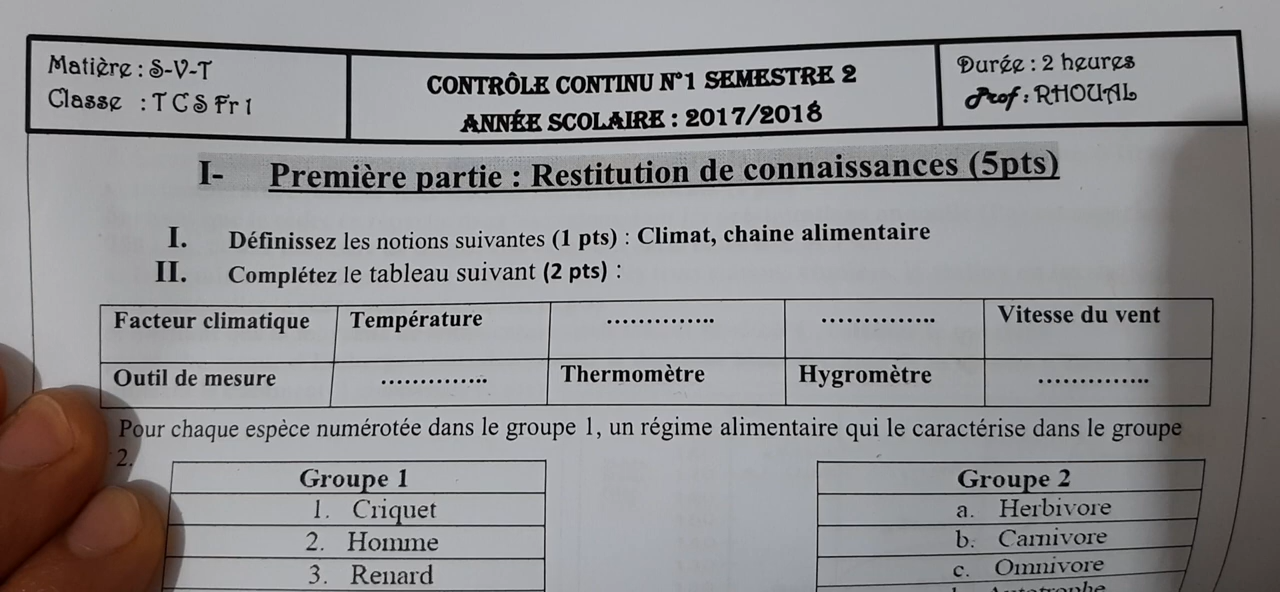 Matière : S-V-T
Classe : TCS Fr 1
CONTRÔLE CONTINU N°1 SEMESTRE 2
ANNÉE SCOLAIRE : 2017/2018
Durée : 2 heures
Prof : RHOUAL
I- Première partie : Restitution de connaissances (5pts)
I. Définissez les notions suivantes (1 pts) : Climat, chaine alimentaire
II. Complétez le tableau suivant (2 pts) :
Facteur climatique Température .............. .............. Vitesse du vent
Outil de mesure .............. Thermomètre Hygromètre ..............
Pour chaque espèce numérotée dans le groupe 1, un régime alimentaire qui le caractérise dans le groupe
2.
Groupe 1
1. Criquet
2. Homme
3. Renard
Groupe 2
a. Herbivore
b. Carnivore
c. Omnivore